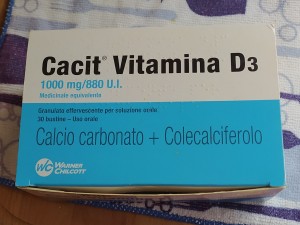 Cacit® Vitamina D3
1000 mg/880 U.I.
Medicinale equivalente
Granulato effervescente per soluzione orale
30 bustine - Uso orale
Calcio carbonato + Colecalciferolo
WC WARNER
CHILCOTT